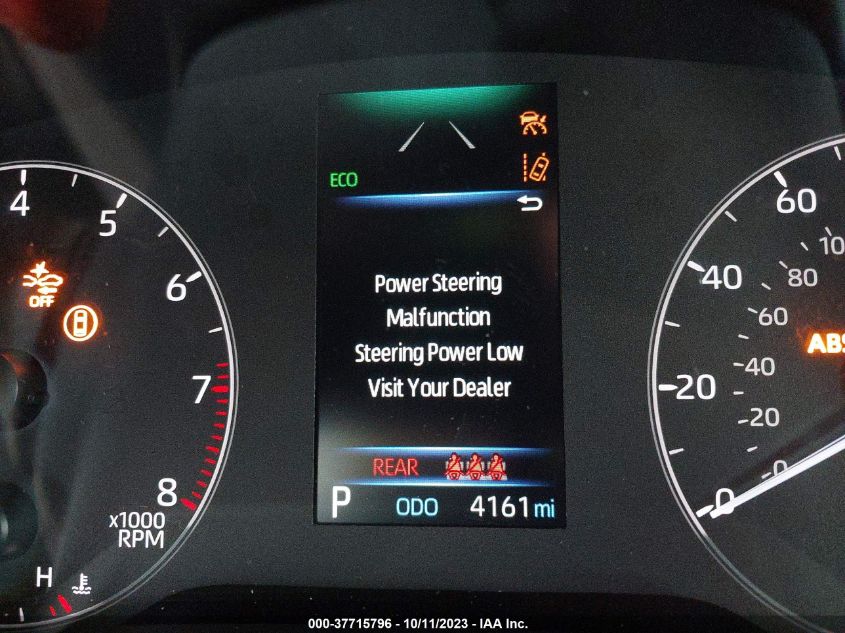 4
5
6
7
8
x1000
RPM
H
OFF
ECO
Power Steering
Malfunction
Steering Power Low
Visit Your Dealer
REAR
P ODO 4161 mi
60
40
20
0
10
80
60
40
20
0
ABS
000-37715796 - 10/11/2023 - IAA Inc.